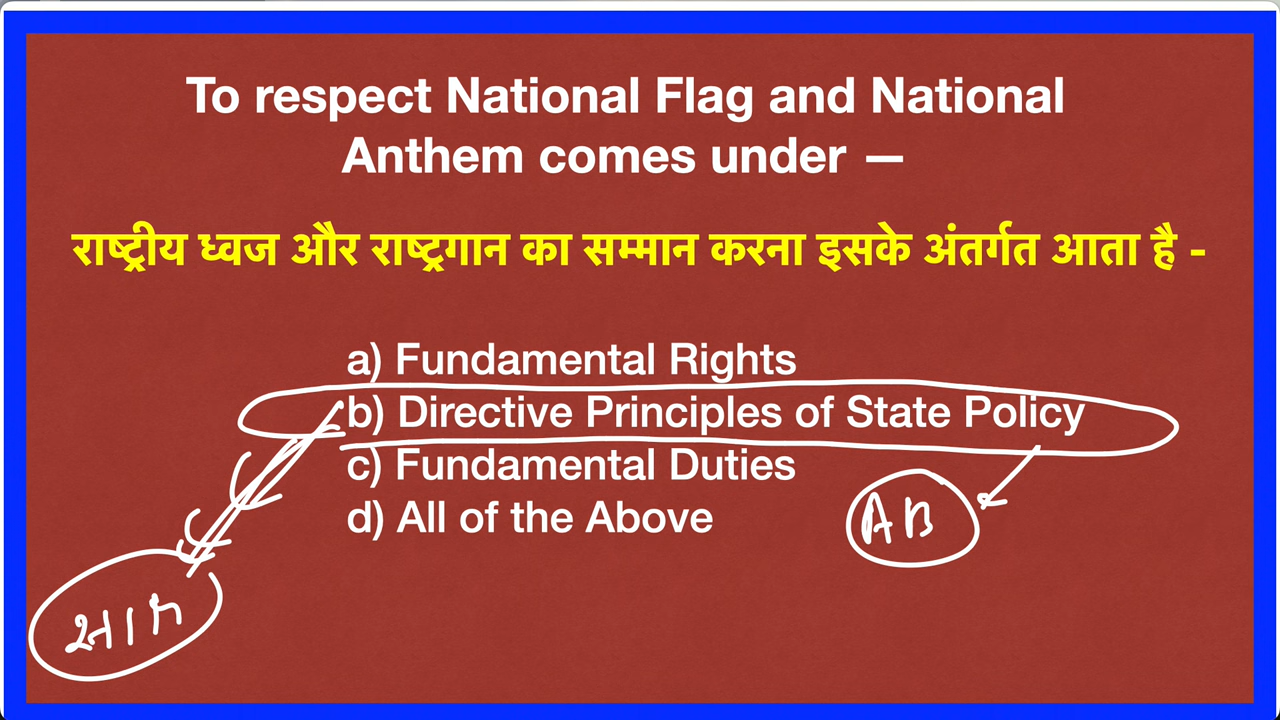 To respect National Flag and National
Anthem comes under —
राष्ट्रीय ध्वज और राष्ट्रगान का सम्मान करना इसके अंतर्गत आता है -
a) Fundamental Rights
b) Directive Principles of State Policy
c) Fundamental Duties
d) All of the Above
AB